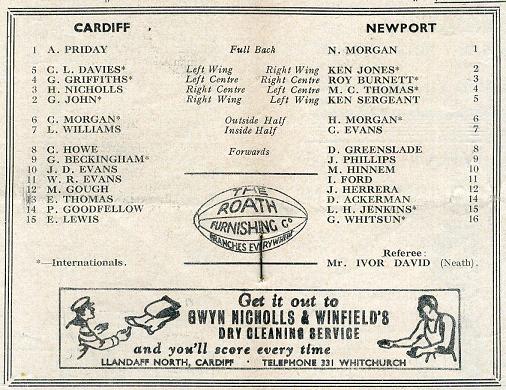 CARDIFF NEWPORT
1 A. PRIDAY Full Back N. MORGAN 1
5 C. L. DAVIES* Left Wing Right Wing KEN JONES* 2
4 G. GRIFFITHS* Left Centre Right Centre ROY BURNETT* 3
3 H. NICHOLLS Right Centre Left Centre M. C. THOMAS* 4
2 G. JOHN* Right Wing Left Wing KEN SERGEANT 5
6 C. MORGAN* Outside Half H. MORGAN* 6
7 L. WILLIAMS Inside Half C. EVANS 7
8 C. HOWE Forwards D. GREENSLADE 8
9 G. BECKINGHAM* J. PHILLIPS 9
10 J. D. EVANS M. HINNEM 10
11 W. R. EVANS I. FORD 11
12 M. GOUGH J. HERRERA 12
13 E. THOMAS D. ACKERMAN 14
14 P. GOODFELLOW L. H. JENKINS* 15
15 E. LEWIS G. WHITSUN* 16
THE
ROATH
FURNISHING Co
BRANCHES EVERYWHERE
*—Internationals.
Referee:
Mr. IVOR DAVID (Neath).
Get it out to
GWYN NICHOLLS & WINFIELD'S
DRY CLEANING SERVICE
and you'll score every time
LLANDAFF NORTH, CARDIFF · TELEPHONE 331 WHITCHURCH